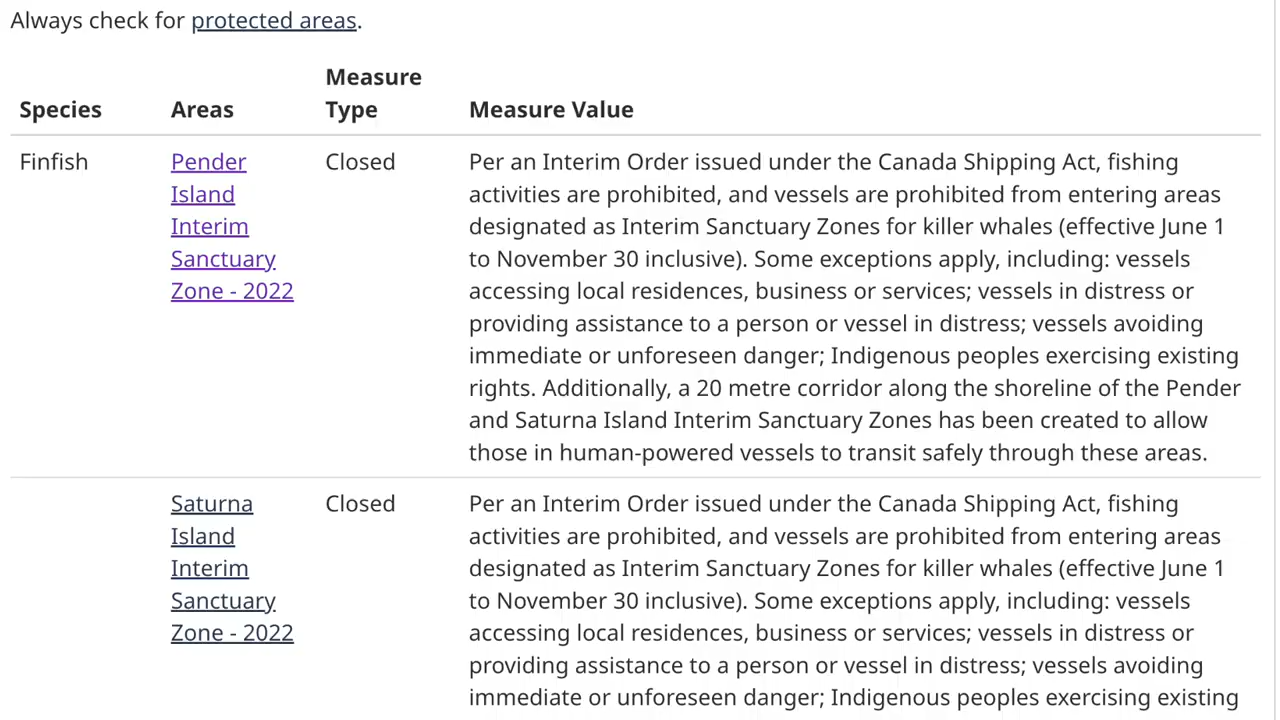 Always check for protected areas.
Measure
Species Areas Type Measure Value
Finfish Pender Closed Per an Interim Order issued under the Canada Shipping Act, fishing
Island activities are prohibited, and vessels are prohibited from entering areas
Interim designated as Interim Sanctuary Zones for killer whales (effective June 1
Sanctuary to November 30 inclusive). Some exceptions apply, including: vessels
Zone - 2022 accessing local residences, business or services; vessels in distress or
providing assistance to a person or vessel in distress; vessels avoiding
immediate or unforeseen danger; Indigenous peoples exercising existing
rights. Additionally, a 20 metre corridor along the shoreline of the Pender
and Saturna Island Interim Sanctuary Zones has been created to allow
those in human-powered vessels to transit safely through these areas.
Saturna Closed Per an Interim Order issued under the Canada Shipping Act, fishing
Island activities are prohibited, and vessels are prohibited from entering areas
Interim designated as Interim Sanctuary Zones for killer whales (effective June 1
Sanctuary to November 30 inclusive). Some exceptions apply, including: vessels
Zone - 2022 accessing local residences, business or services; vessels in distress or
providing assistance to a person or vessel in distress; vessels avoiding
immediate or unforeseen danger; Indigenous peoples exercising existing